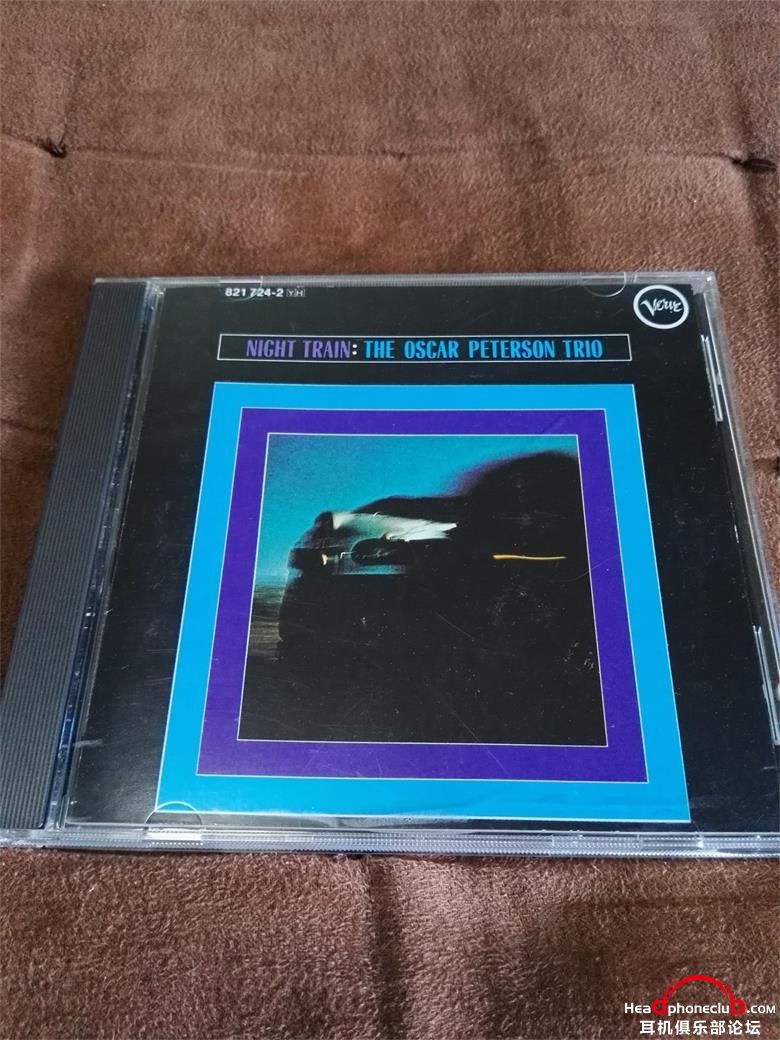 821 724-2 YH
Verve
NIGHT TRAIN: THE OSCAR PETERSON TRIO
Headphoneclub.com
耳机俱乐部论坛